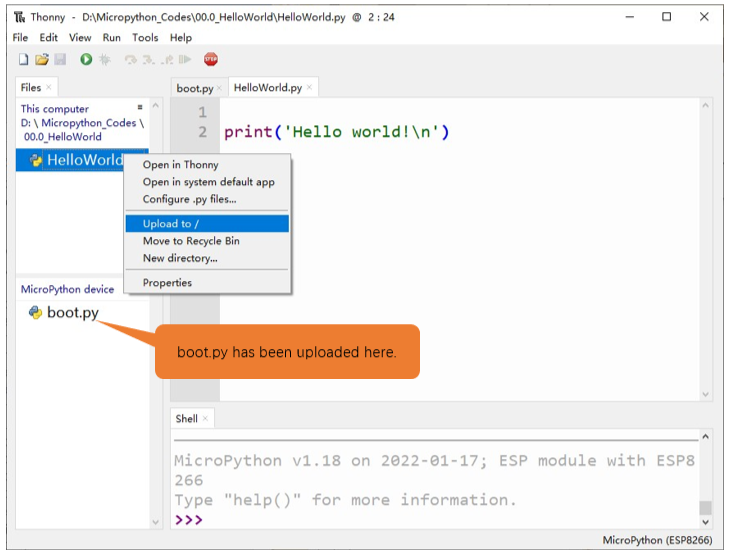 Thonny - D:\Micropython_Codes\00.0_HelloWorld\HelloWorld.py @ 2:24
File Edit View Run Tools Help
STOP
Files ×
This computer ≡
D: \ Micropython_Codes \
00.0_HelloWorld
HelloWorld
Open in Thonny
Open in system default app
Configure .py files...
Upload to /
Move to Recycle Bin
New directory...
Properties
MicroPython device
boot.py
boot.py has been uploaded here.
boot.py × HelloWorld.py ×
1
2 print('Hello world!\n')
Shell ×
MicroPython v1.18 on 2022-01-17; ESP module with ESP8
266
Type "help()" for more information.
>>>
MicroPython (ESP8266)